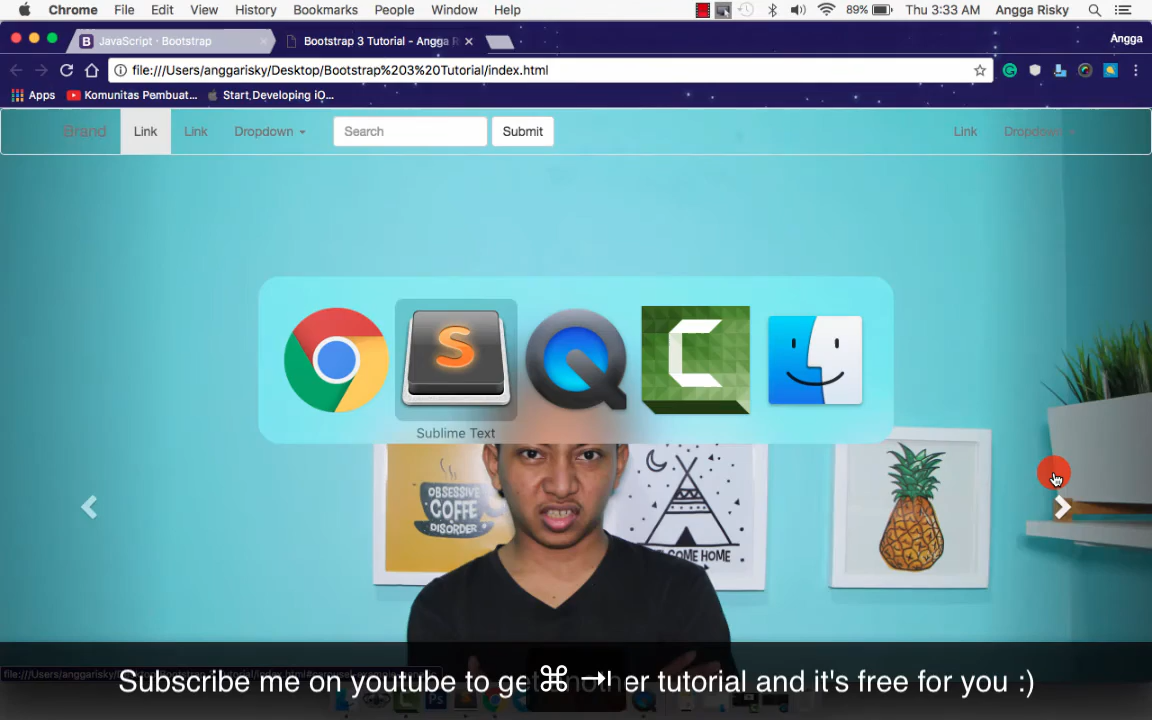 Chrome File Edit View History Bookmarks People Window Help 89% Thu 3:33 AM Angga Risky
JavaScript · Bootstrap Bootstrap 3 Tutorial - Angga R Angga
file:///Users/anggarisky/Desktop/Bootstrap%203%20Tutorial/index.html
Apps Komunitas Pembuat... Start Developing iO...
Brand Link Link Dropdown Search Submit Link Dropdown
Sublime Text
OBSESSIVE
COFFE
DISORDER
COME HOME
Subscribe me on youtube to ge ⌘ →| er tutorial and it's free for you :)